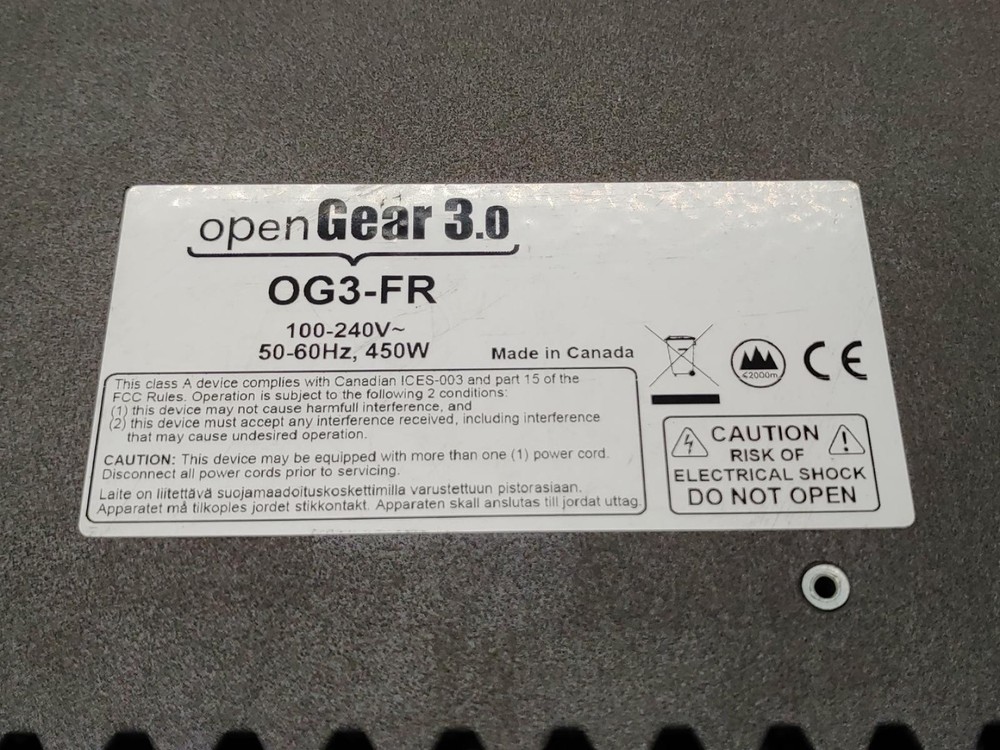 openGear 3.0
OG3-FR
100-240V~
50-60Hz, 450W
Made in Canada
≤2000m
CE
This class A device complies with Canadian ICES-003 and part 15 of the
FCC Rules. Operation is subject to the following 2 conditions:
(1) this device may not cause harmfull interference, and
(2) this device must accept any interference received, including interference
that may cause undesired operation.
CAUTION: This device may be equipped with more than one (1) power cord.
Disconnect all power cords prior to servicing.
Laite on liitettävä suojamaadoituskoskettimilla varustettuun pistorasiaan.
Apparatet må tilkoples jordet stikkontakt. Apparaten skall anslutas till jordat uttag.
CAUTION
RISK OF
ELECTRICAL SHOCK
DO NOT OPEN